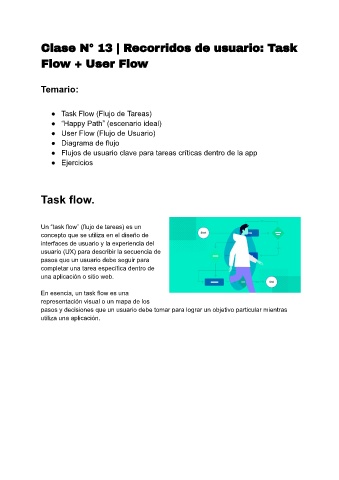 Clase N° 13 | Recorridos de usuario: Task
Flow + User Flow
Temario:
● Task Flow (Flujo de Tareas)
● “Happy Path” (escenario ideal)
● User Flow (Flujo de Usuario)
● Diagrama de flujo
● Flujos de usuario clave para tareas críticas dentro de la app
● Ejercicios
Task flow.
Un “task flow” (flujo de tareas) es un
concepto que se utiliza en el diseño de
interfaces de usuario y la experiencia del
usuario (UX) para describir la secuencia de
pasos que un usuario debe seguir para
completar una tarea específica dentro de
una aplicación o sitio web.
En esencia, un task flow es una
representación visual o un mapa de los
pasos y decisiones que un usuario debe tomar para lograr un objetivo particular mientras
utiliza una aplicación.